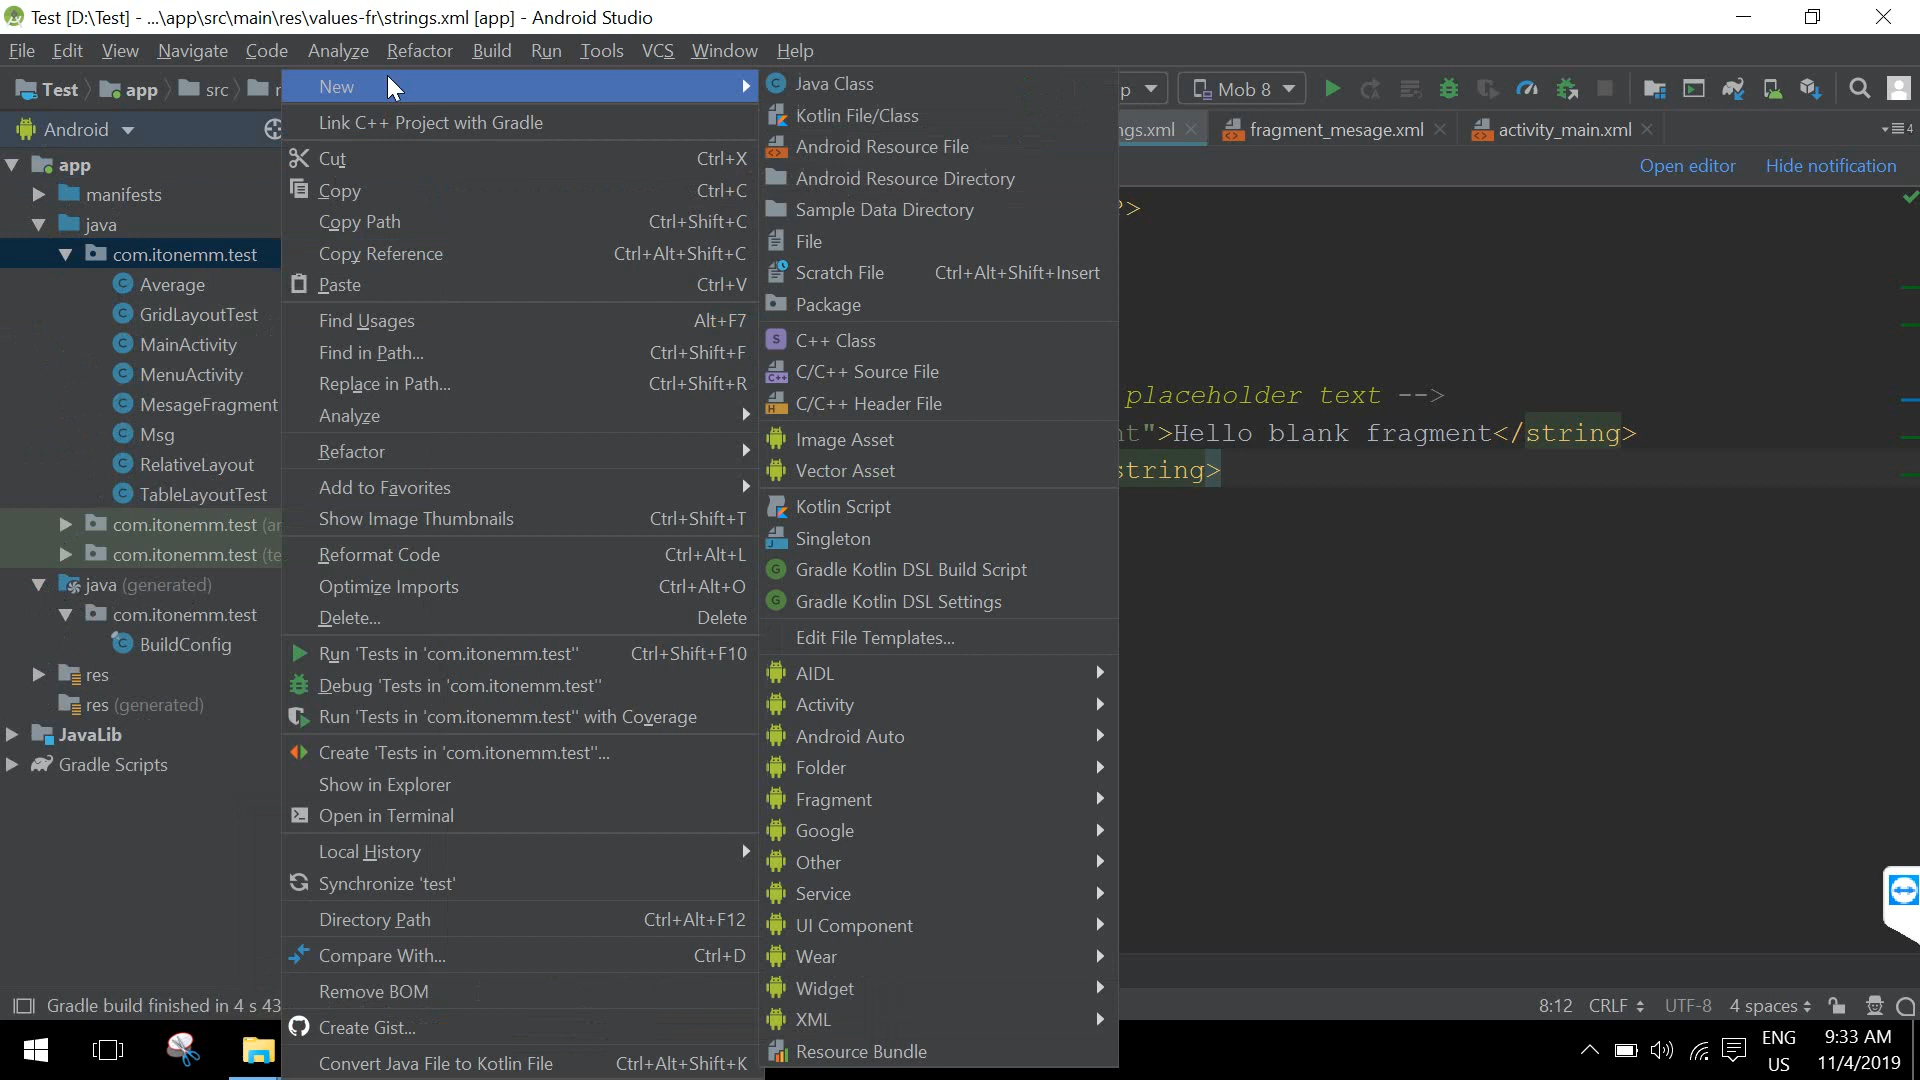 Test [D:\Test] - ...\app\src\main\res\values-fr\strings.xml [app] - Android Studio
File Edit View Navigate Code Analyze Refactor Build Run Tools VCS Window Help
Test app src
Mob 8
Android
app
manifests
java
com.itonemm.test
Average
GridLayoutTest
MainActivity
MenuActivity
MesageFragment
Msg
RelativeLayout
TableLayoutTest
com.itonemm.test
com.itonemm.test
java (generated)
com.itonemm.test
BuildConfig
res
res (generated)
JavaLib
Gradle Scripts
New
Link C++ Project with Gradle
Cut Ctrl+X
Copy Ctrl+C
Copy Path Ctrl+Shift+C
Copy Reference Ctrl+Alt+Shift+C
Paste Ctrl+V
Find Usages Alt+F7
Find in Path... Ctrl+Shift+F
Replace in Path... Ctrl+Shift+R
Analyze
Refactor
Add to Favorites
Show Image Thumbnails Ctrl+Shift+T
Reformat Code Ctrl+Alt+L
Optimize Imports Ctrl+Alt+O
Delete... Delete
Run 'Tests in 'com.itonemm.test'' Ctrl+Shift+F10
Debug 'Tests in 'com.itonemm.test''
Run 'Tests in 'com.itonemm.test'' with Coverage
Create 'Tests in 'com.itonemm.test''...
Show in Explorer
Open in Terminal
Local History
Synchronize 'test'
Directory Path Ctrl+Alt+F12
Compare With... Ctrl+D
Remove BOM
Create Gist...
Convert Java File to Kotlin File Ctrl+Alt+Shift+K
Java Class
Kotlin File/Class
Android Resource File
Android Resource Directory
Sample Data Directory
File
Scratch File Ctrl+Alt+Shift+Insert
Package
C++ Class
C/C++ Source File
C/C++ Header File
Image Asset
Vector Asset
Kotlin Script
Singleton
Gradle Kotlin DSL Build Script
Gradle Kotlin DSL Settings
Edit File Templates...
AIDL
Activity
Android Auto
Folder
Fragment
Google
Other
Service
UI Component
Wear
Widget
XML
Resource Bundle
ngs.xml fragment_mesage.xml activity_main.xml 4
Open editor Hide notification
?>
placeholder text -->
nt">Hello blank fragment</string>
string>
Gradle build finished in 4 s 43
8:12 CRLF UTF-8 4 spaces
ENG
US
9:33 AM
11/4/2019